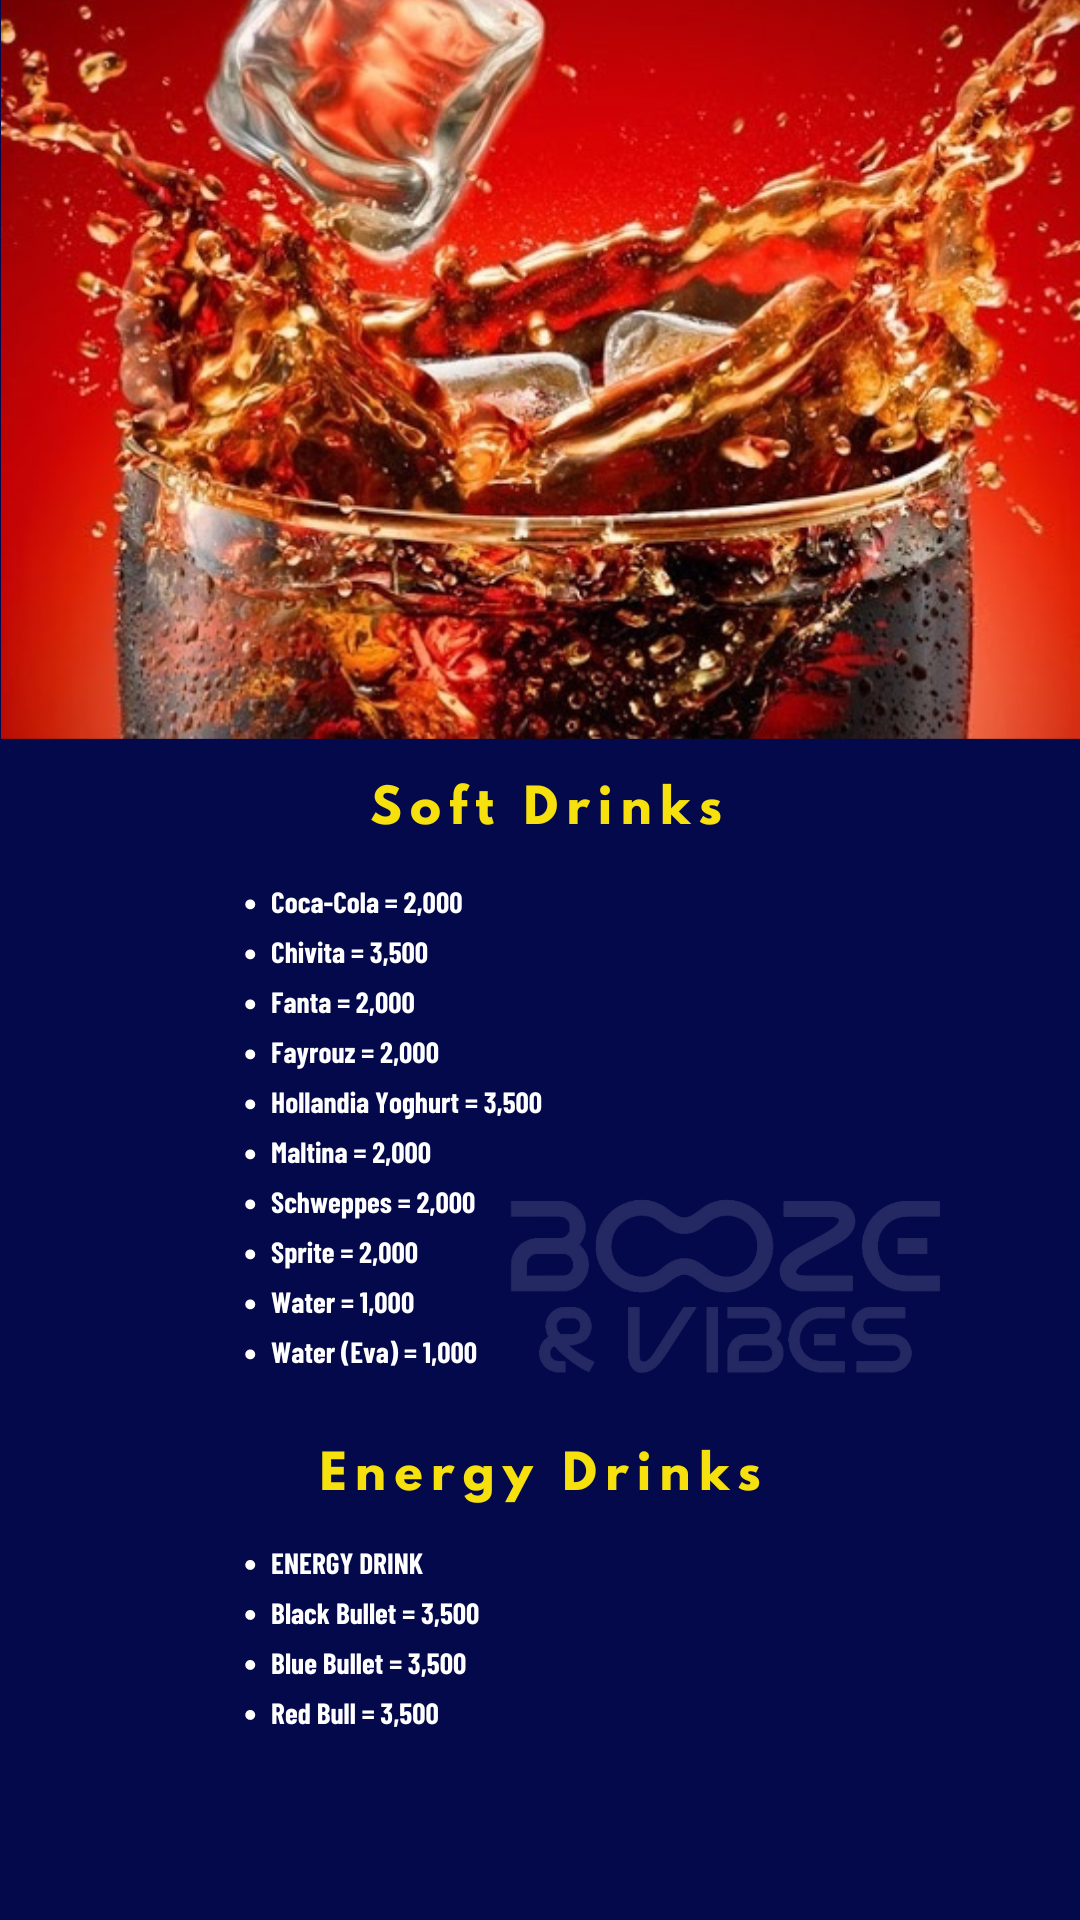 Soft Drinks
Coca-Cola = 2,000
Chivita = 3,500
Fanta = 2,000
Fayrouz = 2,000
Hollandia Yoghurt = 3,500
Maltina = 2,000
Schweppes = 2,000
Sprite = 2,000
Water = 1,000
Water (Eva) = 1,000
BOOZE
& VIBES
Energy Drinks
ENERGY DRINK
Black Bullet = 3,500
Blue Bullet = 3,500
Red Bull = 3,500